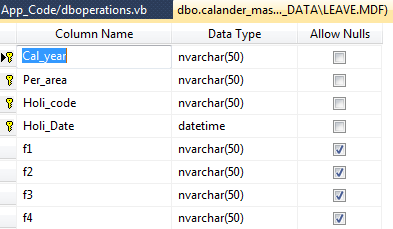 App_Code/dboperations.vb dbo.calander_mas..._DATA\LEAVE.MDF)
Column Name Data Type Allow Nulls
Cal_year nvarchar(50)
Per_area nvarchar(50)
Holi_code nvarchar(50)
Holi_Date datetime
f1 nvarchar(50)
f2 nvarchar(50)
f3 nvarchar(50)
f4 nvarchar(50)